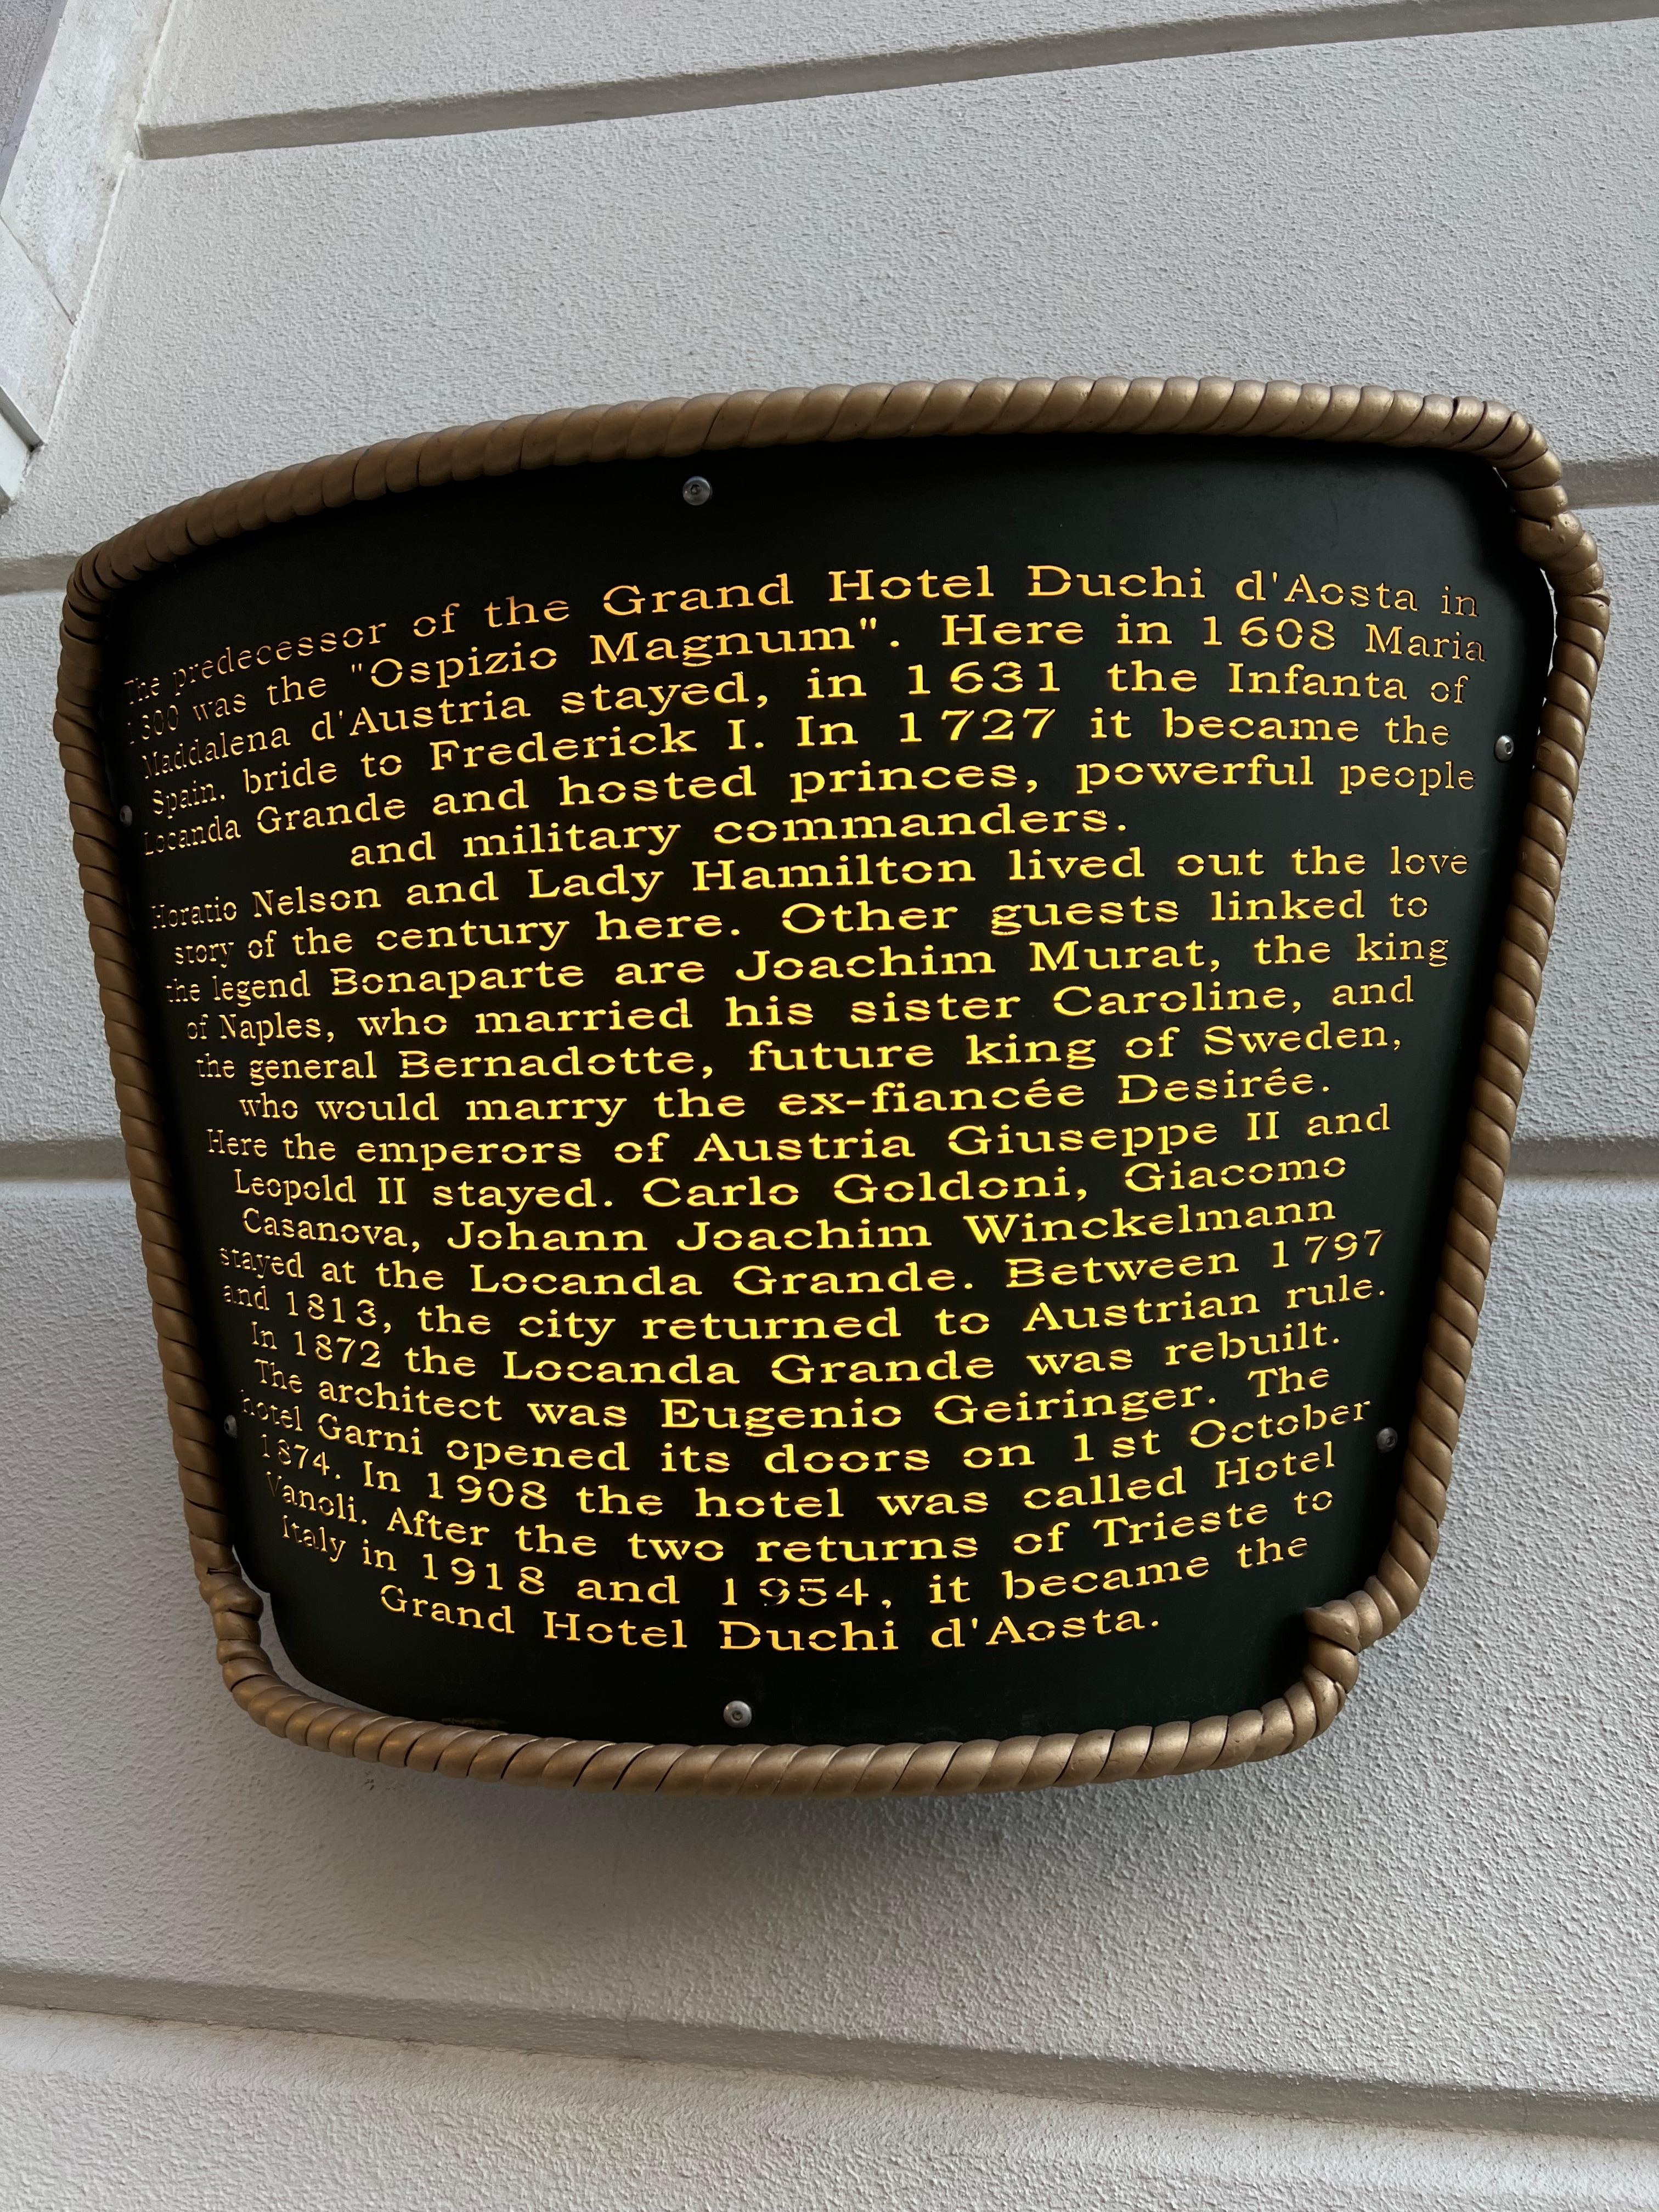 The predecessor of the Grand Hotel Duchi d'Aosta in
1300 was the "Ospizio Magnum". Here in 1608 Maria
Maddalena d'Austria stayed, in 1631 the Infanta of
Spain. bride to Frederick I. In 1727 it became the
Locanda Grande and hosted princes, powerful people
and military commanders.
Horatio Nelson and Lady Hamilton lived out the love
story of the century here. Other guests linked to
the legend Bonaparte are Joachim Murat, the king
of Naples, who married his sister Caroline, and
the general Bernadotte, future king of Sweden,
who would marry the ex-fiancée Desirée.
Here the emperors of Austria Giuseppe II and
Leopold II stayed. Carlo Goldoni, Giacomo
Casanova, Johann Joachim Winckelmann
stayed at the Locanda Grande. Between 1797
and 1813, the city returned to Austrian rule.
In 1872 the Locanda Grande was rebuilt.
The architect was Eugenio Geiringer. The
hotel Garni opened its doors on 1st October
1874. In 1908 the hotel was called Hotel
Vanoli. After the two returns of Trieste to
Italy in 1918 and 1954, it became the
Grand Hotel Duchi d'Aosta.